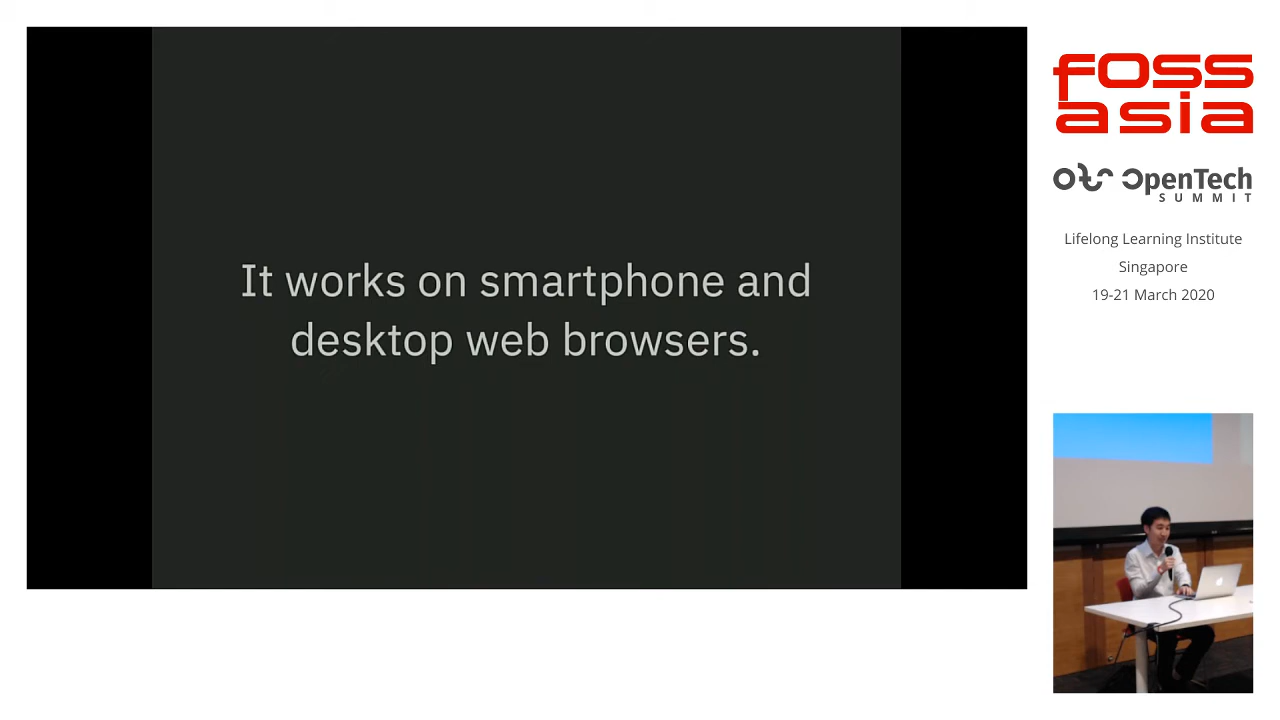 It works on smartphone and
desktop web browsers.
foss
asia
OpenTech
SUMMIT
Lifelong Learning Institute
Singapore
19-21 March 2020